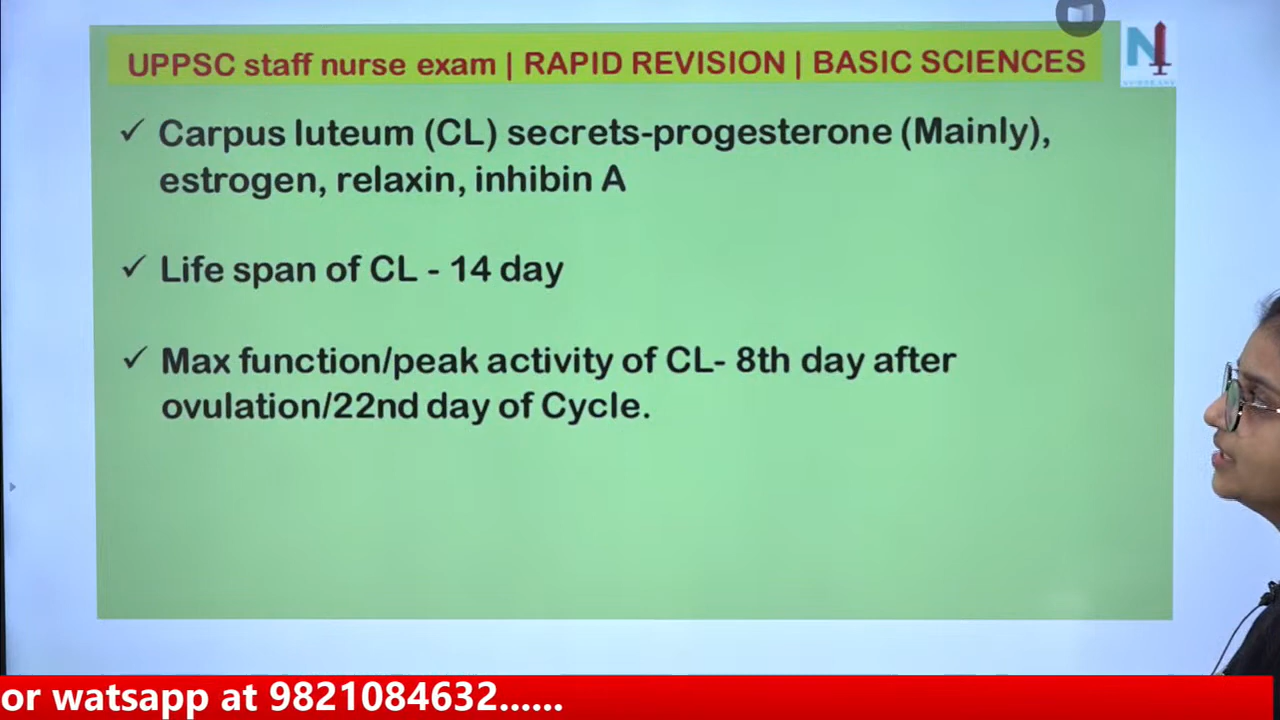 UPPSC staff nurse exam | RAPID REVISION | BASIC SCIENCES
✓ Carpus luteum (CL) secrets-progesterone (Mainly),
estrogen, relaxin, inhibin A
✓ Life span of CL - 14 day
✓ Max function/peak activity of CL- 8th day after
ovulation/22nd day of Cycle.
or watsapp at 9821084632......